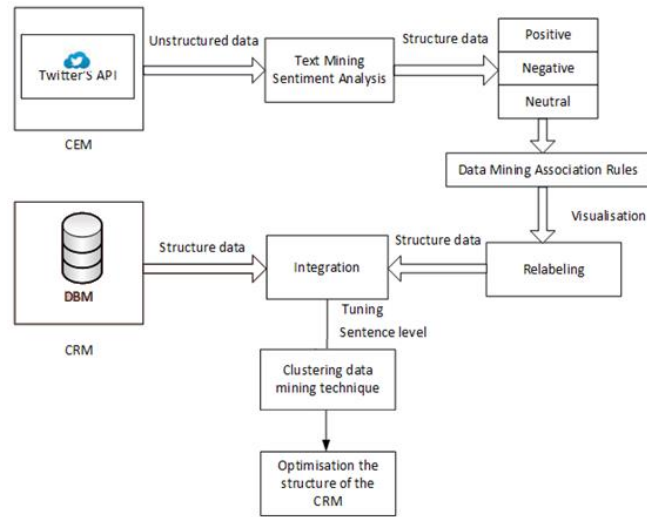 Twitter'S API
CEM
Unstructured data
Text Mining
Sentiment Analysis
Structure data
Positive
Negative
Neutral
Data Mining Association Rules
Visualisation
DBM
CRM
Structure data
Integration
Structure data
Relabeling
Tuning
Sentence level
Clustering data
mining technique
Optimisation the
structure of the
CRM